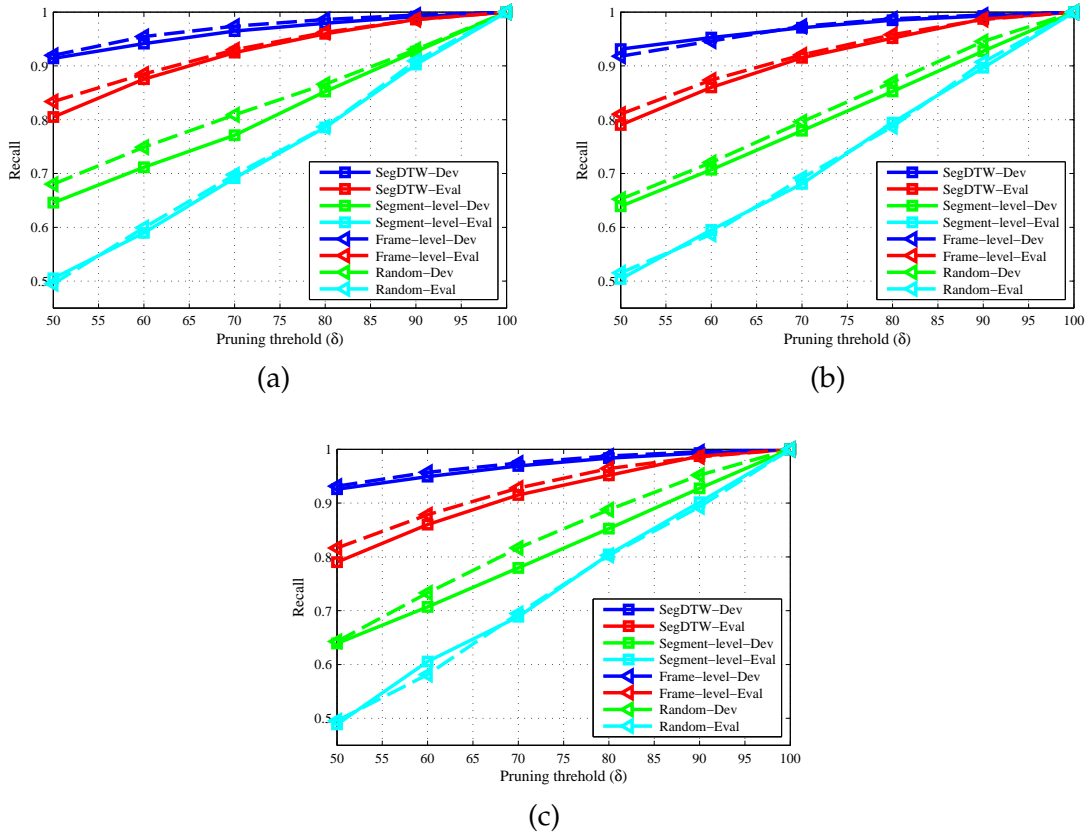 1
0.9
0.8
0.7
0.6
0.5
Recall
SegDTW−Dev
SegDTW−Eval
Segment−level−Dev
Segment−level−Eval
Frame−level−Dev
Frame−level−Eval
Random−Dev
Random−Eval
50 55 60 65 70 75 80 85 90 95 100
Pruning threhold (δ)
(a)
1
0.9
0.8
0.7
0.6
0.5
Recall
SegDTW−Dev
SegDTW−Eval
Segment−level−Dev
Segment−level−Eval
Frame−level−Dev
Frame−level−Eval
Random−Dev
Random−Eval
50 55 60 65 70 75 80 85 90 95 100
Pruning threhold (δ)
(b)
1
0.9
0.8
0.7
0.6
0.5
Recall
SegDTW−Dev
SegDTW−Eval
Segment−level−Dev
Segment−level−Eval
Frame−level−Dev
Frame−level−Eval
Random−Dev
Random−Eval
50 55 60 65 70 75 80 85 90 95 100
Pruning threhold (δ)
(c)